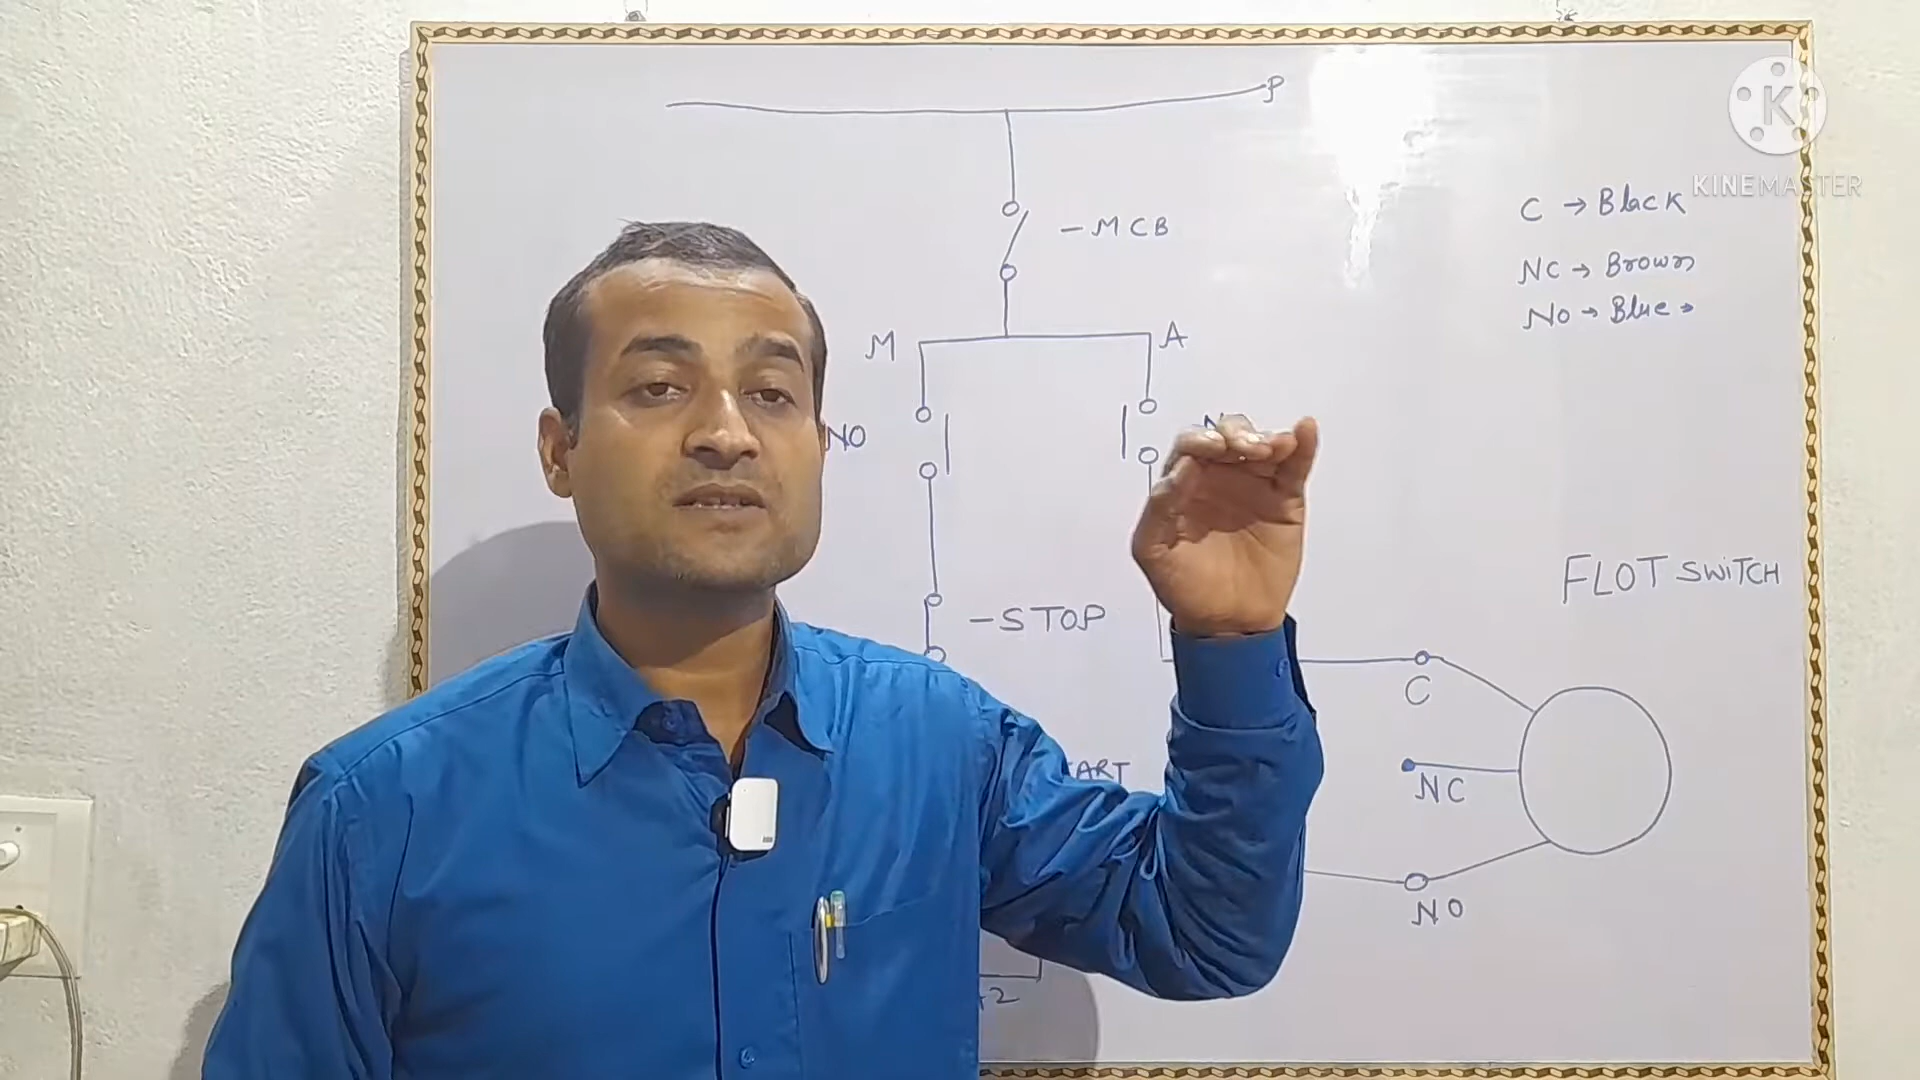 P
KINEMASTER
C → Black
- MCB
NC → Brown
NO → Blue →
M
A
NO
FLOT SWITCH
- STOP
C
NC
NO